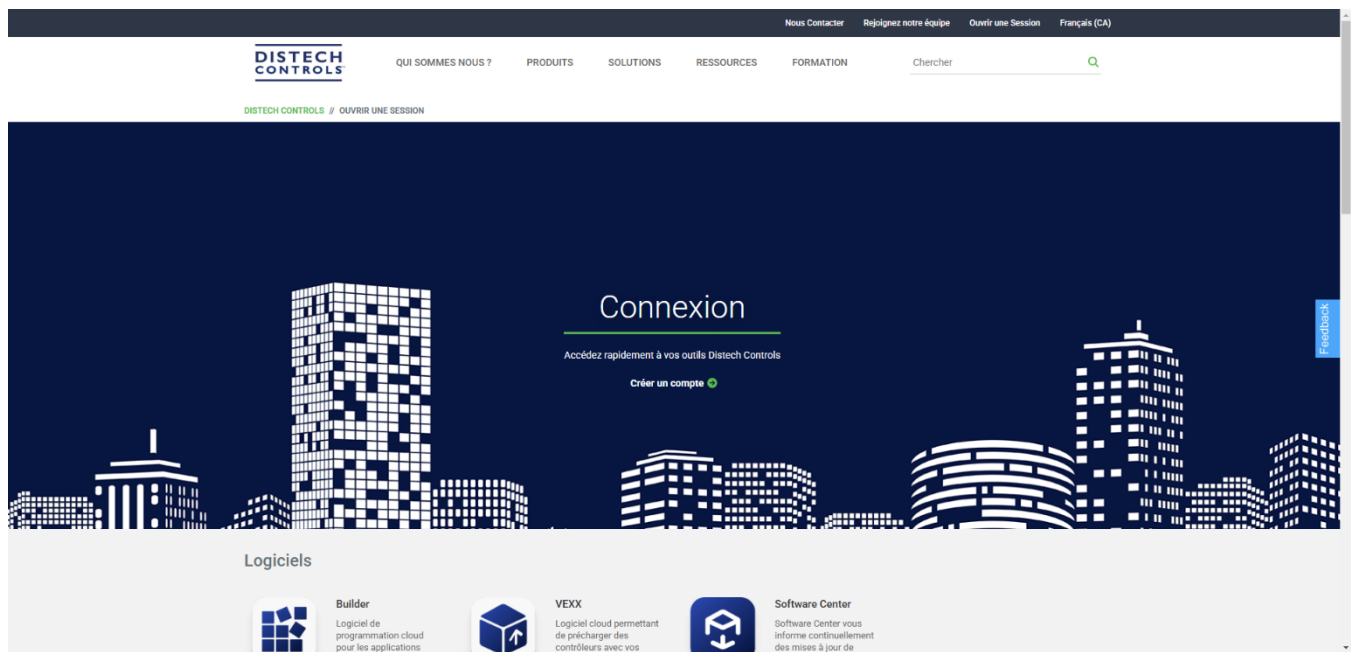 Nous Contacter Rejoignez notre équipe Ouvrir une Session Français (CA)
DISTECH
CONTROLS
QUI SOMMES NOUS ? PRODUITS SOLUTIONS RESSOURCES FORMATION Chercher
DISTECH CONTROLS // OUVRIR UNE SESSION
Connexion
Accédez rapidement à vos outils Distech Controls
Créer un compte
Feedback
Logiciels
Builder
Logiciel de
programmation cloud
pour les applications
VEXX
Logiciel cloud permettant
de précharger des
contrôleurs avec vos
Software Center
Software Center vous
informe continuellement
des mises à jour de